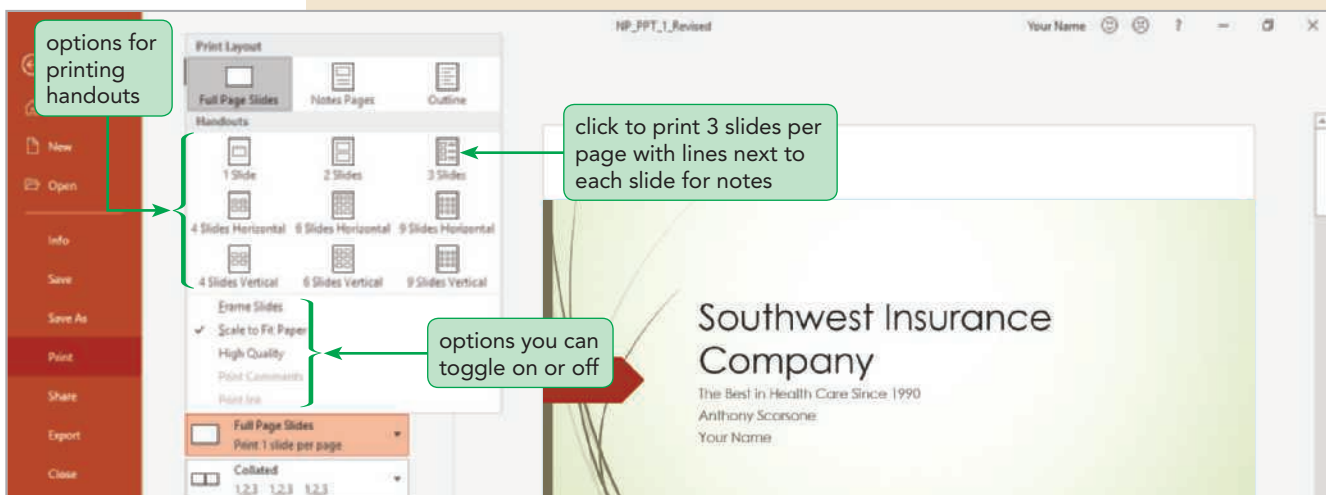 NP_PPT_1_Revised
Your Name
?
options for
printing
handouts
New
Open
Info
Save
Save As
Print
Share
Export
Close
Print Layout
Full Page Slides
Notes Pages
Outline
Handouts
1 Slide
2 Slides
3 Slides
4 Slides Horizontal
6 Slides Horizontal
9 Slides Horizontal
4 Slides Vertical
6 Slides Vertical
9 Slides Vertical
Frame Slides
✓ Scale to Fit Paper
High Quality
Print Comments
Print Ink
Full Page Slides
Print 1 slide per page
Collated
1,2,3 1,2,3 1,2,3
click to print 3 slides per
page with lines next to
each slide for notes
options you can
toggle on or off
Southwest Insurance
Company
The Best in Health Care Since 1990
Anthony Scarsone
Your Name